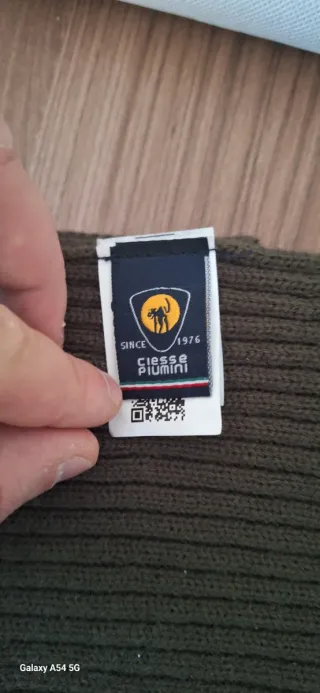 SINCE 1976
ciesse
piumini
Galaxy A54 5G